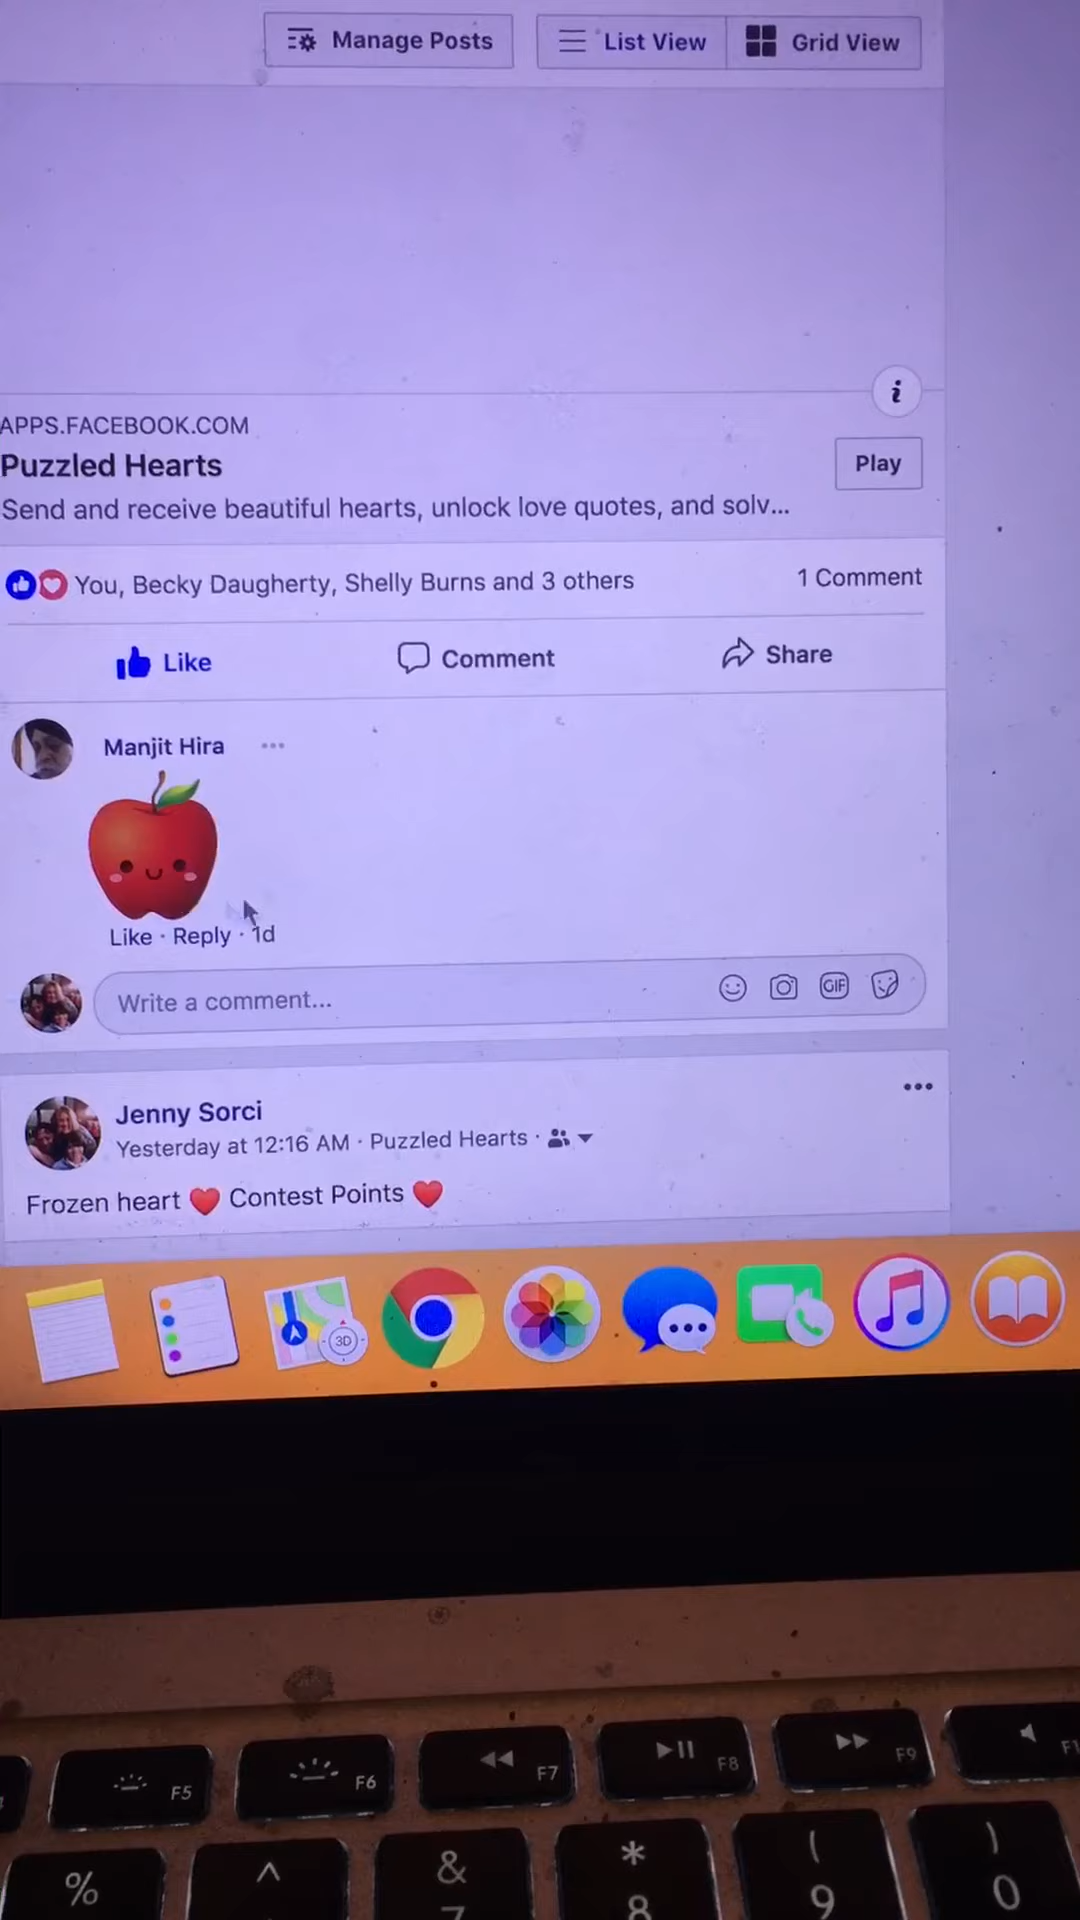 Manage Posts
List View
Grid View
APPS.FACEBOOK.COM
Puzzled Hearts
Play
Send and receive beautiful hearts, unlock love quotes, and solv...
You, Becky Daugherty, Shelly Burns and 3 others
1 Comment
Like
Comment
Share
Manjit Hira
Like · Reply · 1d
Write a comment...
GIF
Jenny Sorci
Yesterday at 12:16 AM · Puzzled Hearts ·
Frozen heart ❤️ Contest Points ❤️
3D
F5
F6
F7
F8
F9
%
^
&
7
*
8
(
9
)
0